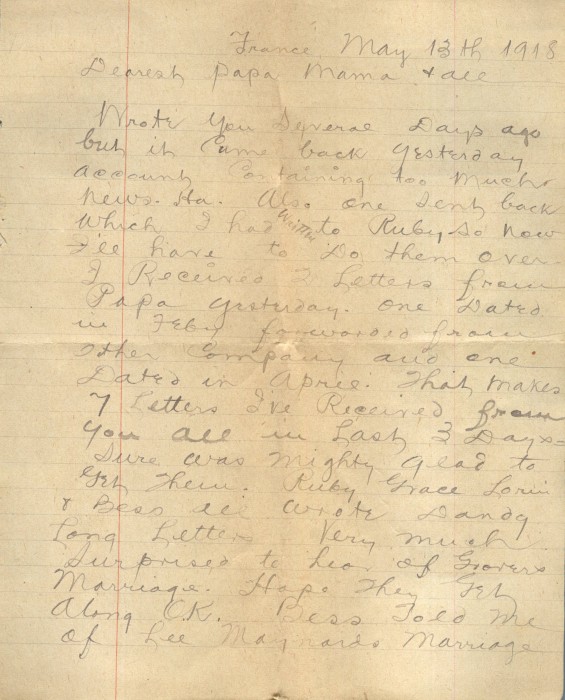 France May 13th 1918
Dearest Papa Mama & all
Wrote you Several Days ago
but it Came back yesterday
account Containing too Much
News. Ha. Also one Sent back
Which I had Written to Ruby So Now
I'll have to Do them over.
I Received 2 Letters from
Papa yesterday. One Dated
in Feby forwarded from
Other Company and one
Dated in April. That Makes
7 Letters I've Received from
you all in Last 3 Days-
Sure was Mighty Glad to
Get Them. Ruby Grace Lorin
& Bess all wrote Dandy
Long Letters Very Much
Surprised to hear of Grovers
Marriage. Hope They Get
Along O.K. Bess Told Me
of Lee Maynards Marriage